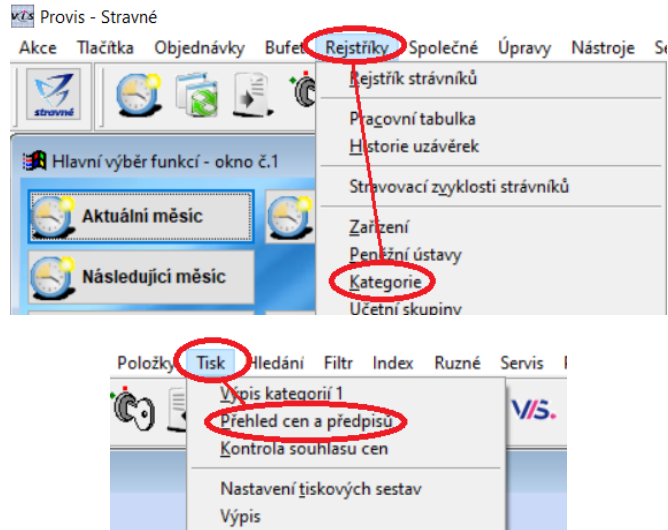 vis Provis - Stravné
Akce Tlačítka Objednávky Bufet Rejstříky Společné Úpravy Nástroje Se
stravné
Rejstřík strávníků
Pracovní tabulka
Historie uzávěrek
Stravovací zvyklosti strávníků
Zařízení
Peněžní ústavy
Kategorie
Účetní skupiny
Hlavní výběr funkcí - okno č.1
Aktuální měsíc
Následující měsíc
Položky Tisk Hledání Filtr Index Ruzné Servis
Výpis kategorií 1
Přehled cen a předpisů
Kontrola souhlasu cen
Nastavení tiskových sestav
Výpis
V/S.